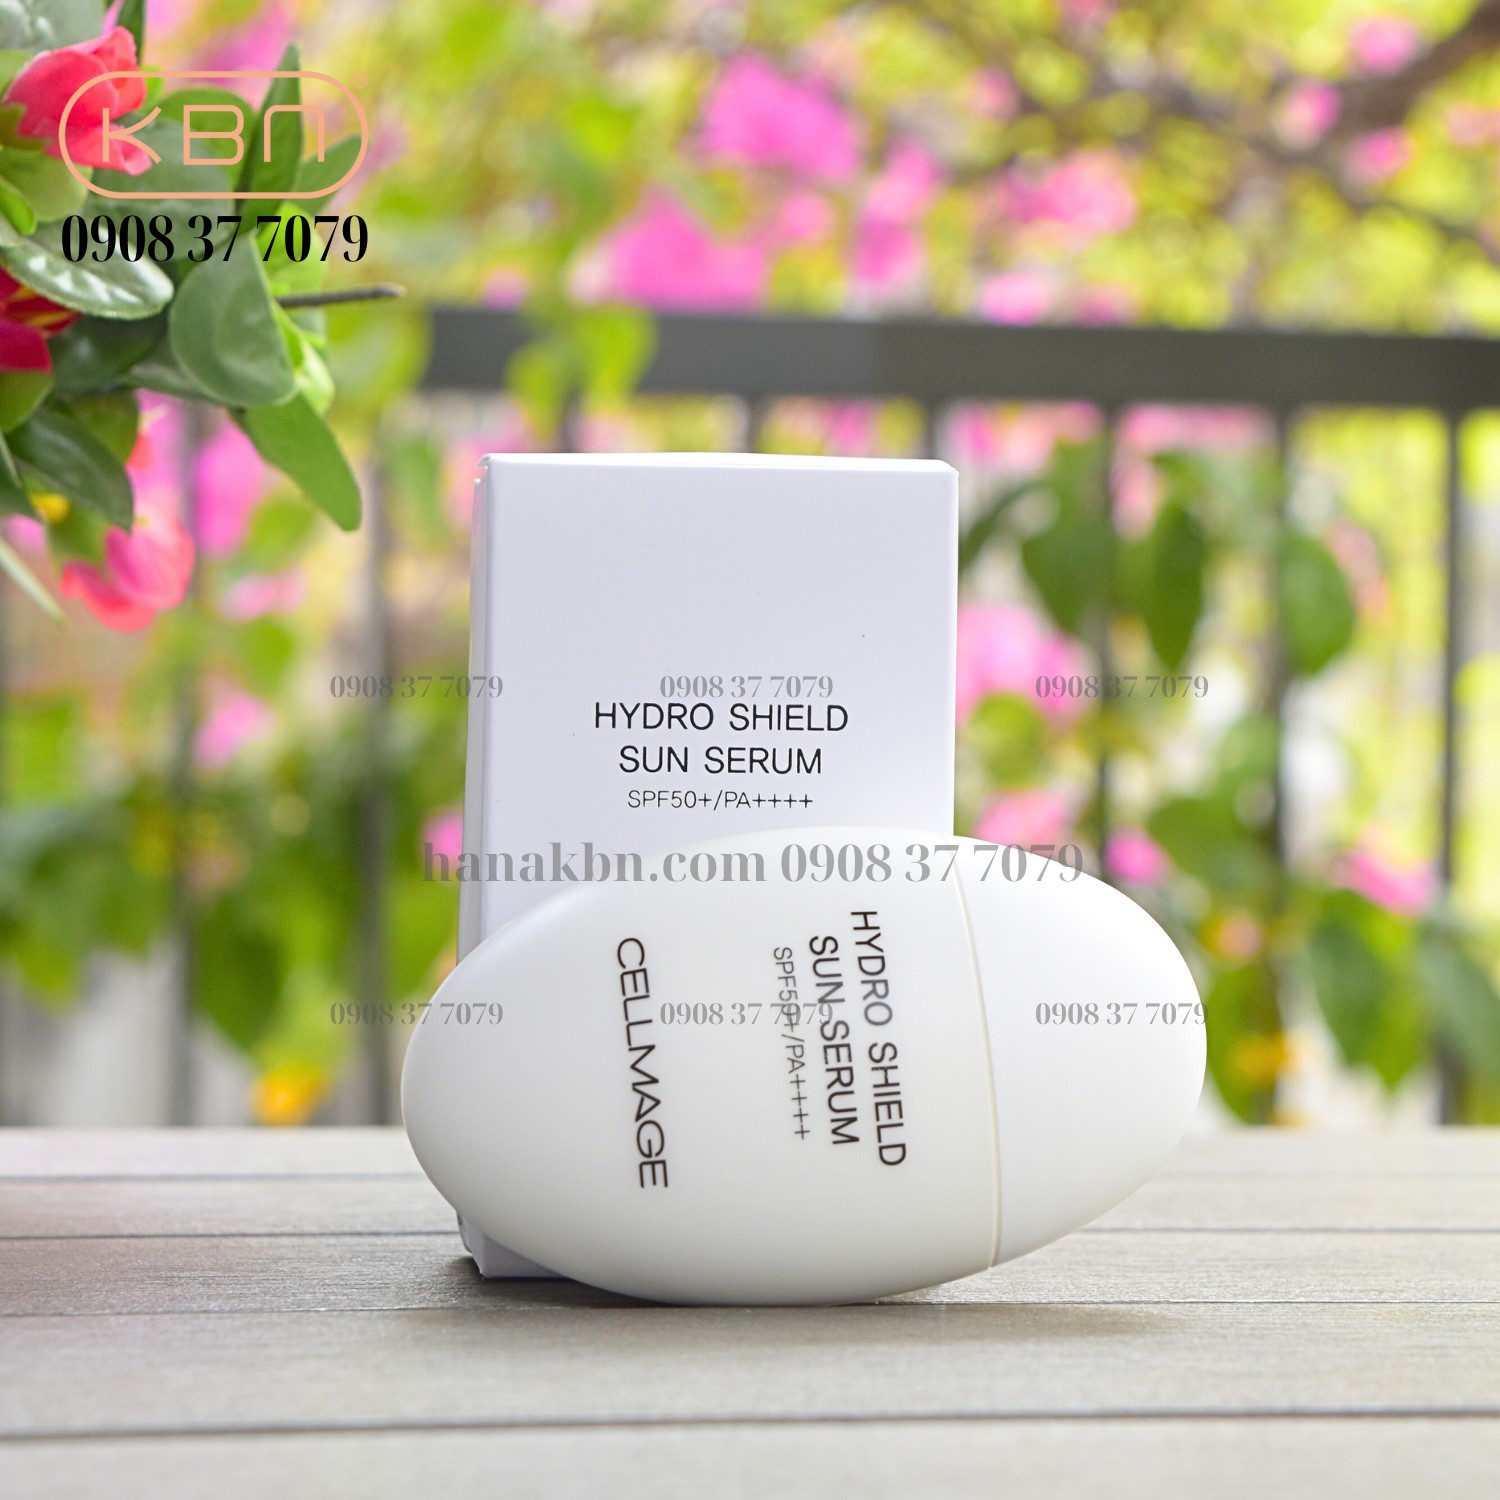 KBN®
0908 37 7079
0908 37 7079 0908 37 7079 0908 37 7079
HYDRO SHIELD
SUN SERUM
SPF50+/PA++++
hanakbn.com 0908 37 7079
HYDRO SHIELD
SUN SERUM
SPF50+/PA++++
CELLMAGE
0908 37 7079 0908 37 7079 0908 37 7079